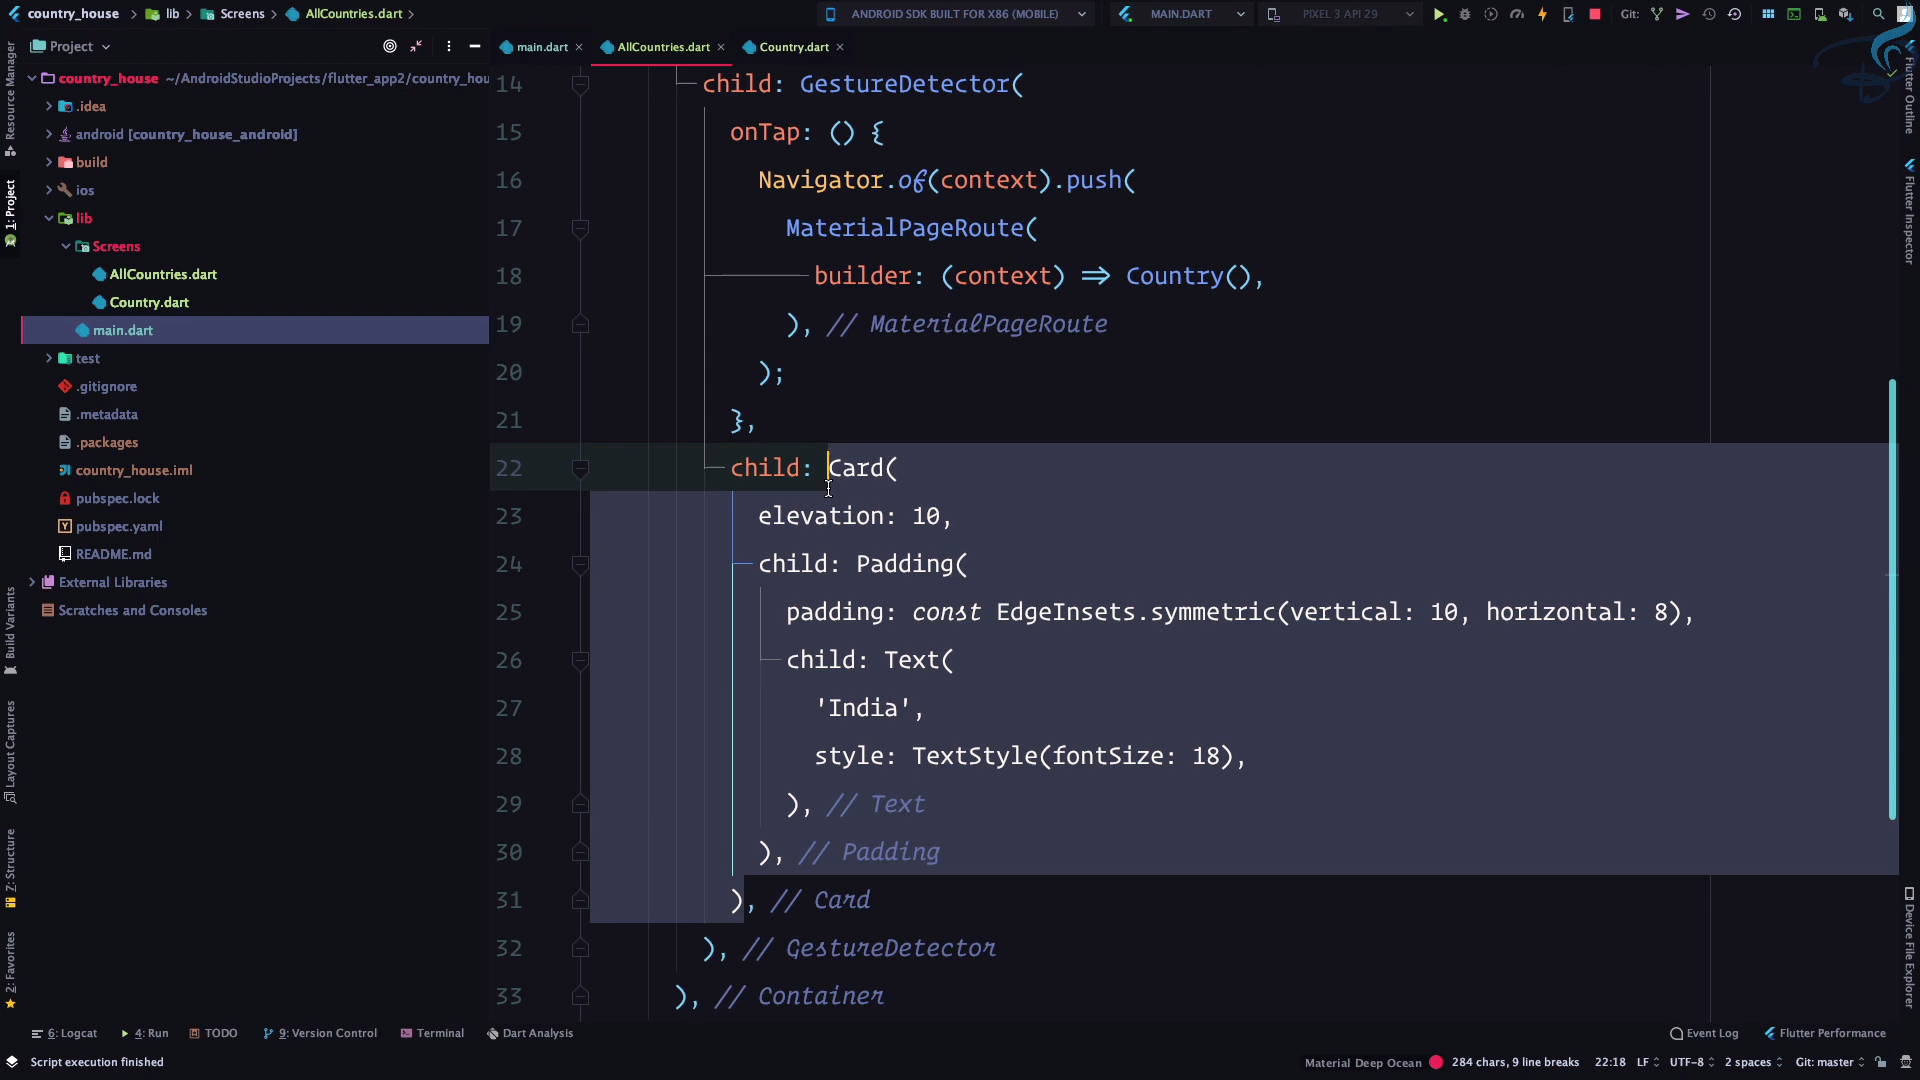 country_house
lib
Screens
AllCountries.dart
ANDROID SDK BUILT FOR X86 (MOBILE)
MAIN.DART
PIXEL 3 API 29
Git:
Project
main.dart
AllCountries.dart
Country.dart
country_house ~/AndroidStudioProjects/flutter_app2/country_hou
.idea
android [country_house_android]
build
ios
lib
Screens
AllCountries.dart
Country.dart
main.dart
test
.gitignore
.metadata
.packages
country_house.iml
pubspec.lock
pubspec.yaml
README.md
External Libraries
Scratches and Consoles
Resource Manager
1: Project
Build Variants
Layout Captures
Z: Structure
2: Favorites
14 child: GestureDetector(
15 onTap: () {
16 Navigator.of(context).push(
17 MaterialPageRoute(
18 builder: (context) => Country(),
19 ), // MaterialPageRoute
20 );
21 },
22 child: Card(
23 elevation: 10,
24 child: Padding(
25 padding: const EdgeInsets.symmetric(vertical: 10, horizontal: 8),
26 child: Text(
27 'India',
28 style: TextStyle(fontSize: 18),
29 ), // Text
30 ), // Padding
31 ), // Card
32 ), // GestureDetector
33 ), // Container
Flutter Outline
Flutter Inspector
Device File Explorer
6: Logcat
4: Run
TODO
9: Version Control
Terminal
Dart Analysis
Event Log
Flutter Performance
Script execution finished
Material Deep Ocean
284 chars, 9 line breaks
22:18
LF
UTF-8
2 spaces
Git: master